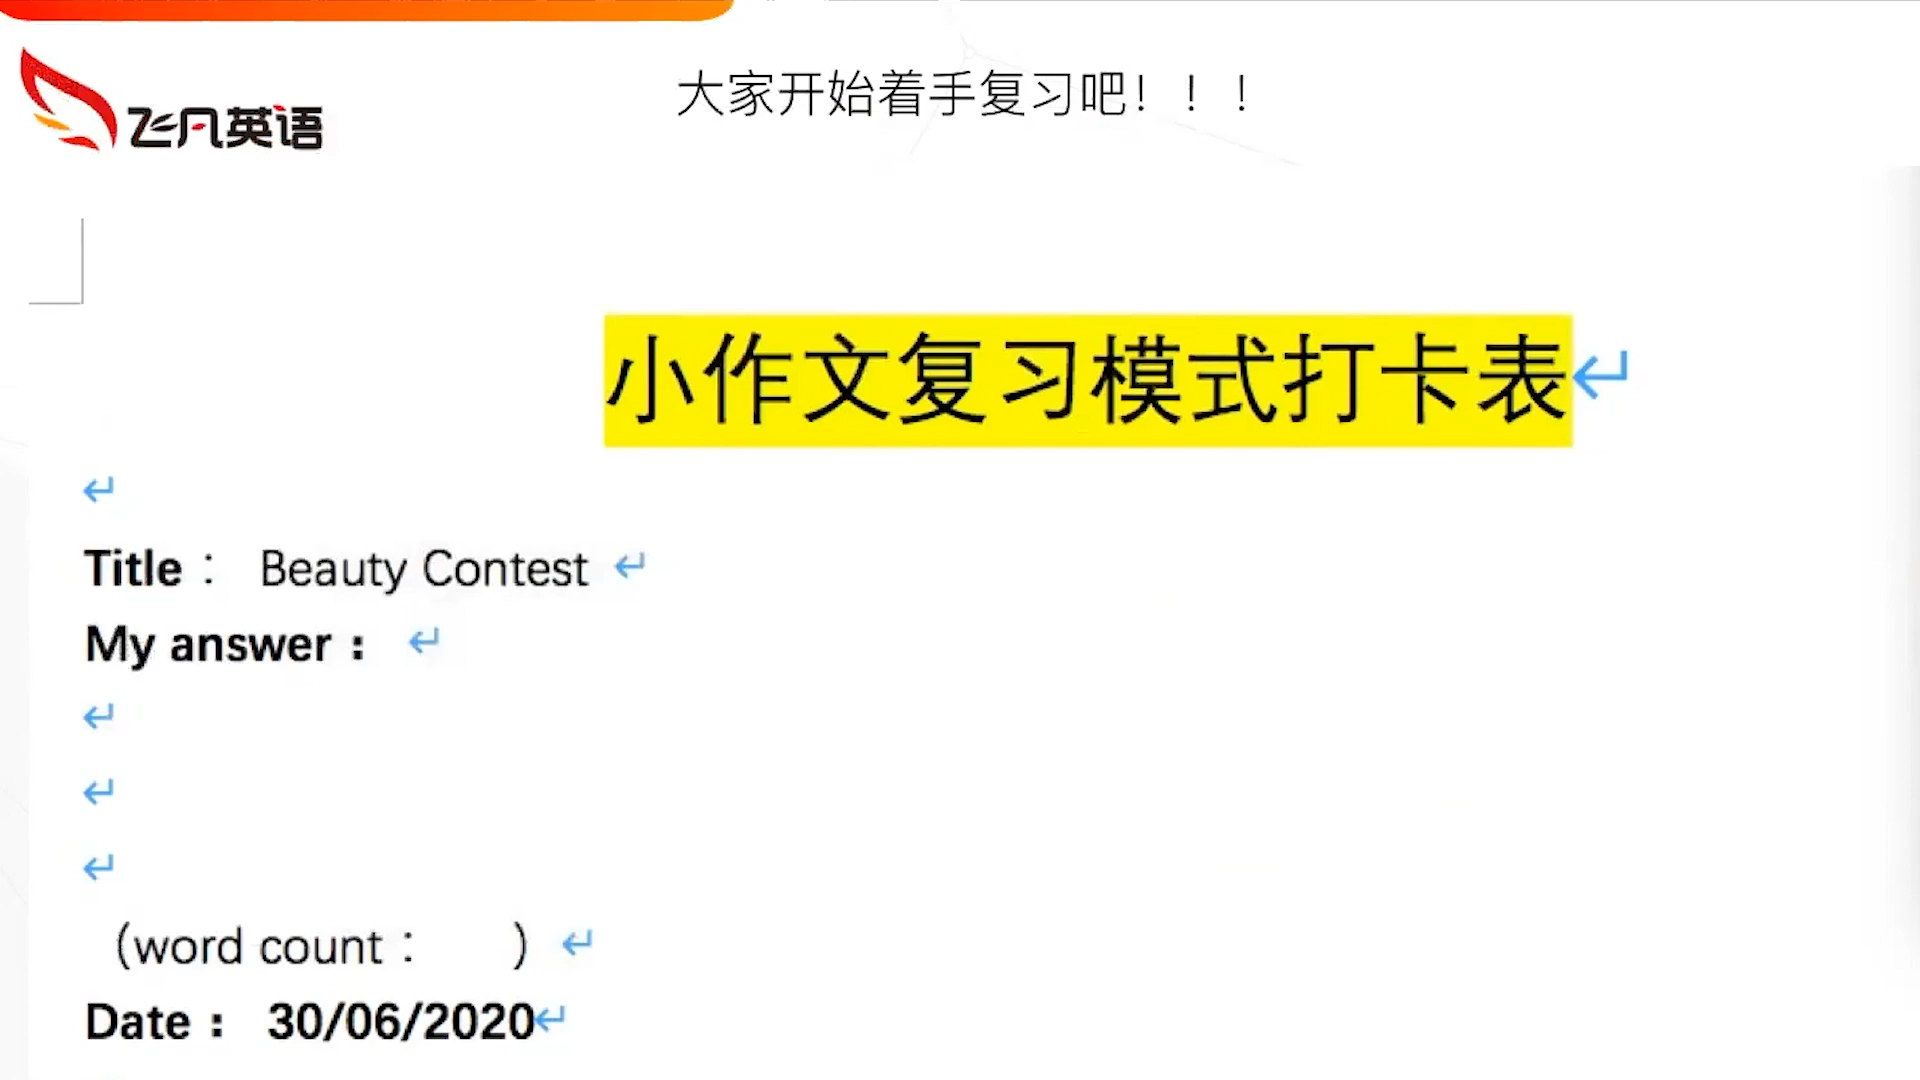 飞凡英语
大家开始着手复习吧！！！
小作文复习模式打卡表
Title： Beauty Contest
My answer：
（word count： ）
Date： 30/06/2020